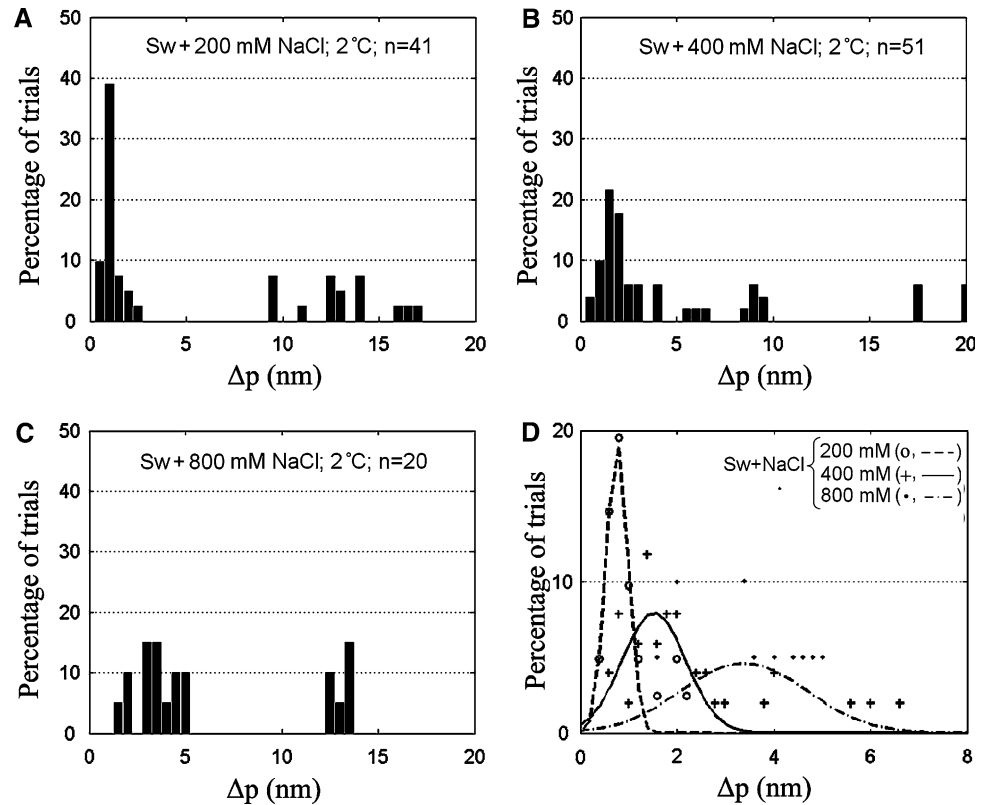 A
Sw + 200 mM NaCl; 2°C; n=41
Percentage of trials
50
40
30
20
10
0
0 5 10 15 20
Δp (nm)
B
Sw + 400 mM NaCl; 2°C; n=51
Percentage of trials
50
40
30
20
10
0
0 5 10 15 20
Δp (nm)
C
Sw + 800 mM NaCl; 2°C; n=20
Percentage of trials
50
40
30
20
10
0
0 5 10 15 20
Δp (nm)
D
Sw+NaCl
200 mM (o, ----)
400 mM (+, —)
800 mM (•, -·-·-)
Percentage of trials
20
10
0
0 2 4 6 8
Δp (nm)